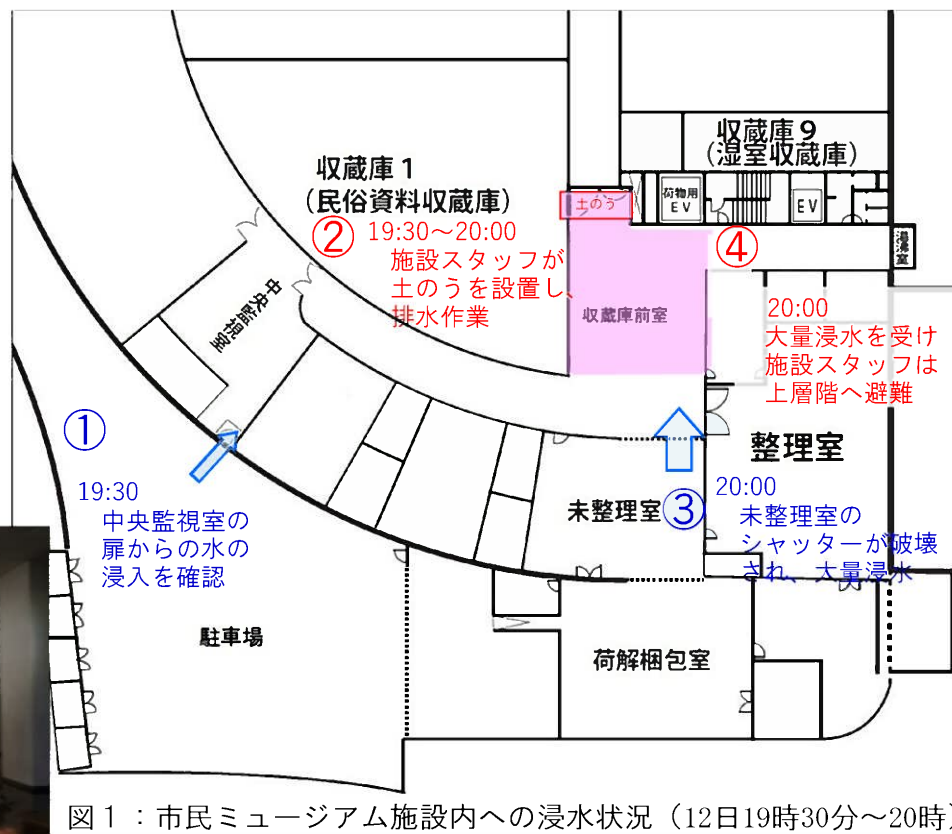 収蔵庫９
（湿室収蔵庫）
収蔵庫１
（民俗資料収蔵庫）
荷物用
EV
EV
土のう
湯沸室
② 19:30～20:00
施設スタッフが
土のうを設置し、
排水作業
④
20:00
大量浸水を受け
施設スタッフは
上層階へ避難
中央監視室
収蔵庫前室
①
19:30
中央監視室の
扉からの水の
浸入を確認
整理室
未整理室
③
20:00
未整理室の
シャッターが破壊
され、大量浸水
駐車場
荷解梱包室
図１：市民ミュージアム施設内への浸水状況（12日19時30分～20時